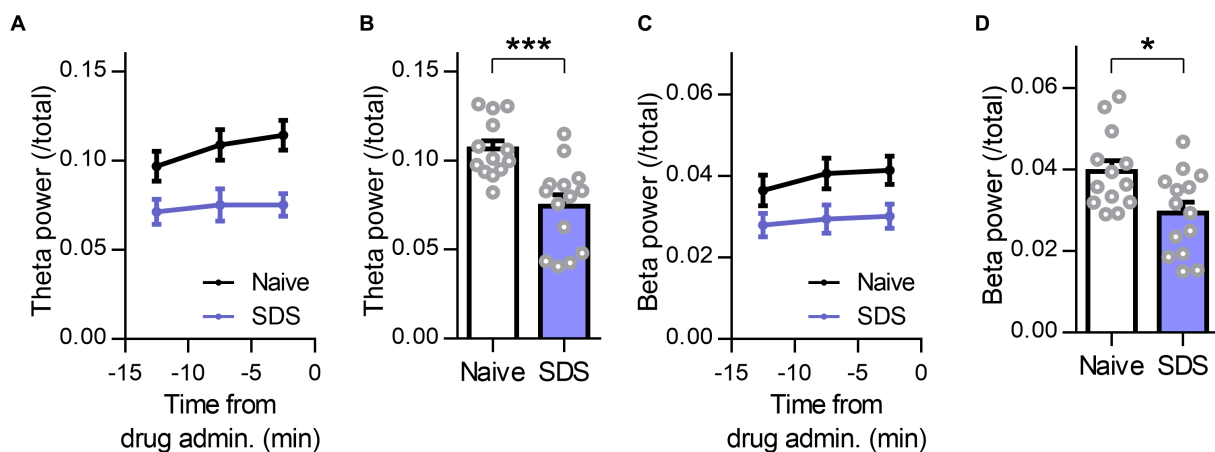 A
Theta power (/total)
0.15
0.10
0.05
0.00
Naive
SDS
-15
-10
-5
0
Time from
drug admin. (min)
B
***
Theta power (/total)
0.15
0.10
0.05
0.00
Naive
SDS
C
Beta power (/total)
0.06
0.04
0.02
0.00
Naive
SDS
-15
-10
-5
0
Time from
drug admin. (min)
D
*
Beta power (/total)
0.06
0.04
0.02
0.00
Naive
SDS